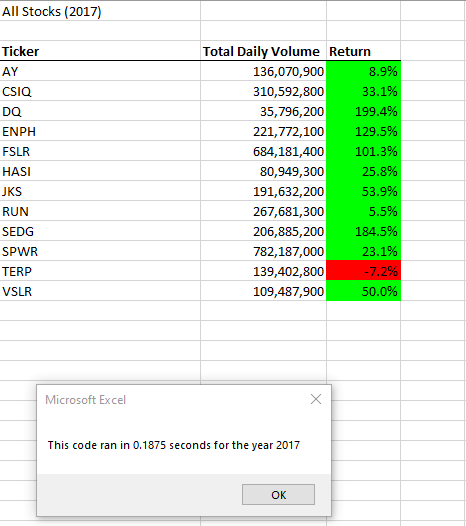 All Stocks (2017)
Ticker Total Daily Volume Return
AY 136,070,900 8.9%
CSIQ 310,592,800 33.1%
DQ 35,796,200 199.4%
ENPH 221,772,100 129.5%
FSLR 684,181,400 101.3%
HASI 80,949,300 25.8%
JKS 191,632,200 53.9%
RUN 267,681,300 5.5%
SEDG 206,885,200 184.5%
SPWR 782,187,000 23.1%
TERP 139,402,800 -7.2%
VSLR 109,487,900 50.0%
Microsoft Excel
This code ran in 0.1875 seconds for the year 2017
OK